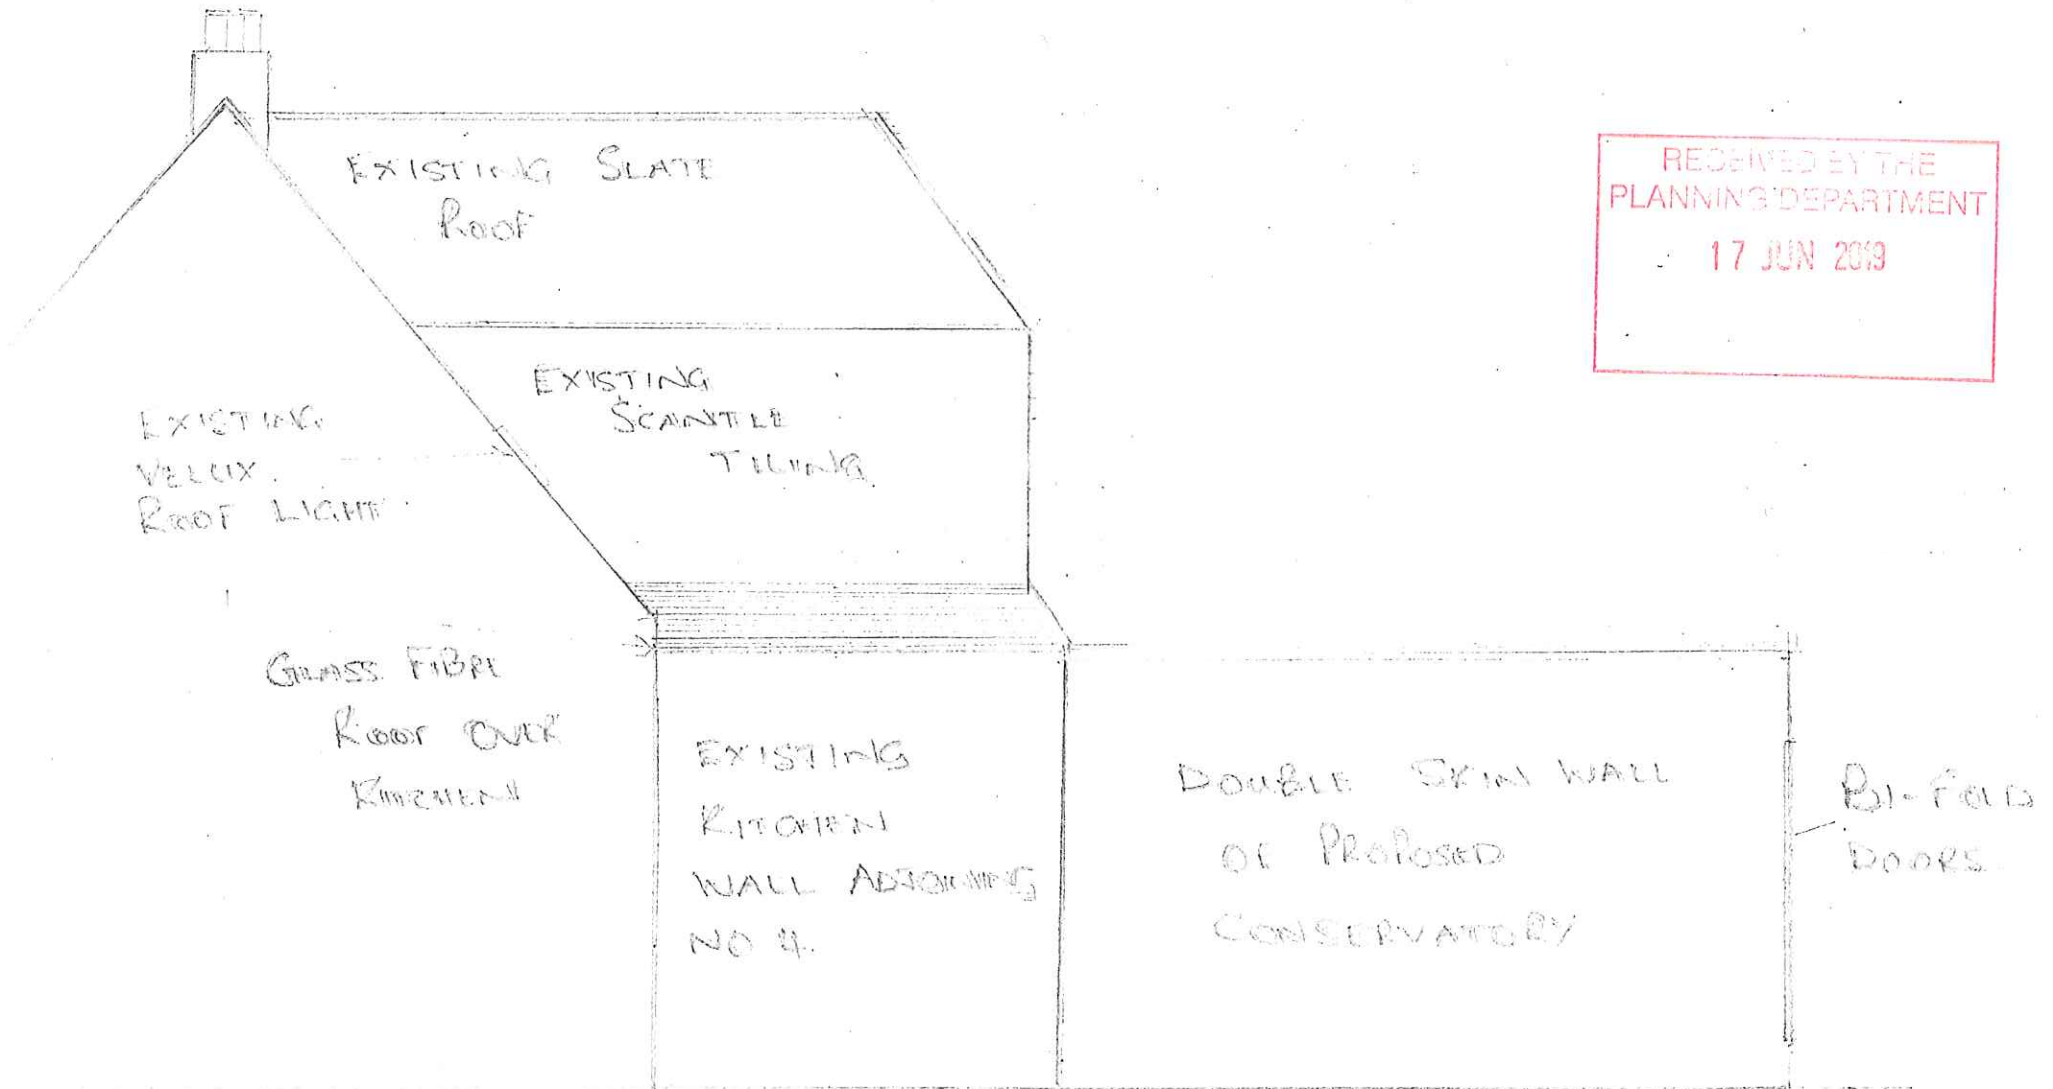 EXISTING SLATE
ROOF
RECEIVED BY THE
PLANNING DEPARTMENT
17 JUN 2019
EXISTING
SCANTLE
TILING
EXISTING
VELUX
ROOF LIGHT
GLASS FIBRE
ROOF OVER
KITCHEN
EXISTING
KITCHEN
WALL ADJOINING
NO 4.
DOUBLE SKIN WALL
OF PROPOSED
CONSERVATORY
BI-FOLD
DOORS